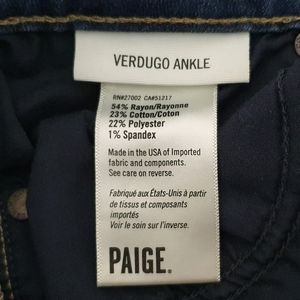 VERDUGO ANKLE
RN#27002 CA#51217
54% Rayon/Rayonne
23% Cotton/Coton
22% Polyester
1% Spandex
Made in the USA of Imported
fabric and components.
See care on reverse.
Fabriqué aux États-Unis à partir
de tissus et composants
importés
Voir le soin sur l'inverse.
PAIGE.